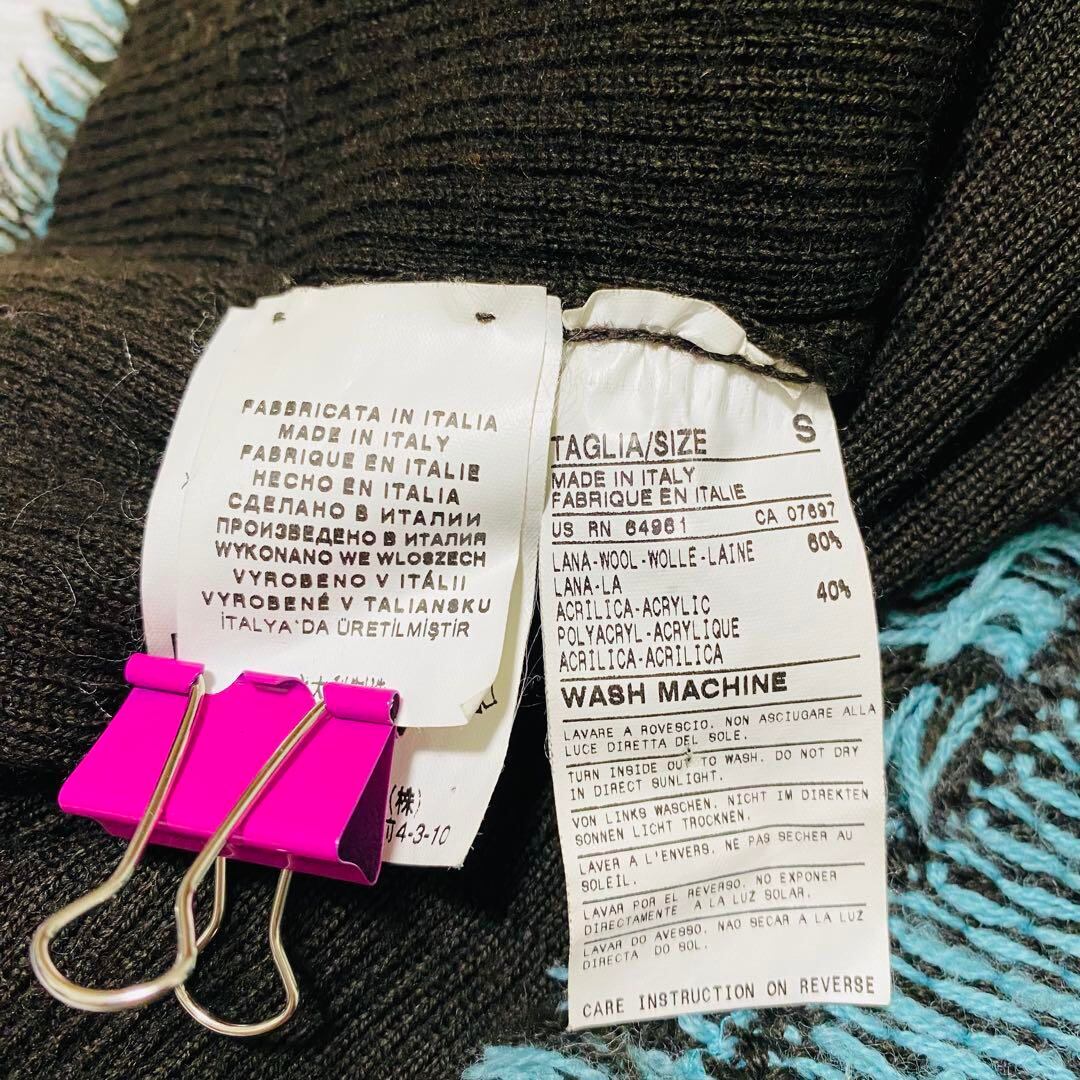 FABBRICATA IN ITALIA
MADE IN ITALY
FABRIQUE EN ITALIE
HECHO EN ITALIA
СДЕЛАНО В ИТАЛИИ
ПРОИЗВЕДЕНО В ИТАЛИЯ
WYKONANO WE WLOSZECH
VYROBENO V ITÁLII
VYROBENÉ V TALIANSKU
İTALYA'DA ÜRETİLMİŞTİR
(株)
4-3-10
TAGLIA/SIZE S
MADE IN ITALY
FABRIQUE EN ITALIE
US RN 64961 CA 07697
LANA-WOOL-WOLLE-LAINE 60%
LANA-LA
ACRILICA-ACRYLIC 40%
POLYACRYL-ACRYLIQUE
ACRILICA-ACRILICA
WASH MACHINE
LAVARE A ROVESCIO. NON ASCIUGARE ALLA
LUCE DIRETTA DEL SOLE.
TURN INSIDE OUT TO WASH. DO NOT DRY
IN DIRECT SUNLIGHT.
VON LINKS WASCHEN. NICHT IM DIREKTEN
SONNEN LICHT TROCKNEN.
LAVER A L'ENVERS. NE PAS SECHER AU
SOLEIL.
LAVAR POR EL REVERSO. NO EXPONER
DIRECTAMENTE A LA LUZ SOLAR.
LAVAR DO AVESSO. NAO SECAR A LA LUZ
DIRECTA DO SOL.
CARE INSTRUCTION ON REVERSE